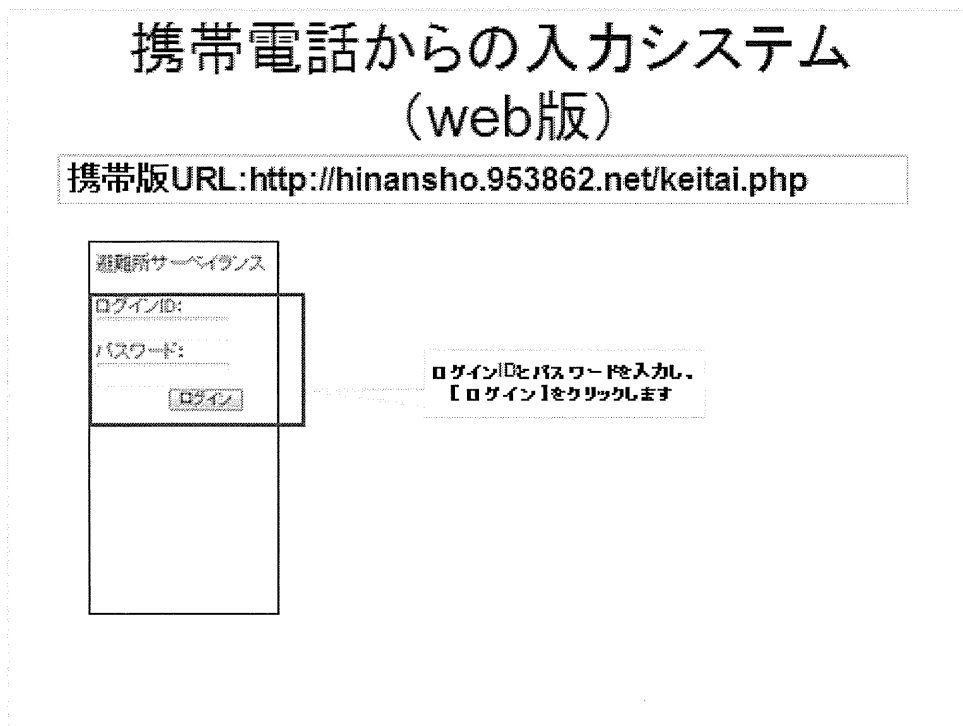 携帯電話からの入力システム
（web版）
携帯版URL:http://hinansho.953862.net/keitai.php
避難所サーベイランス
ログインID:
パスワード:
ログイン
ログインIDとパスワードを入力し、
【ログイン】をクリックします